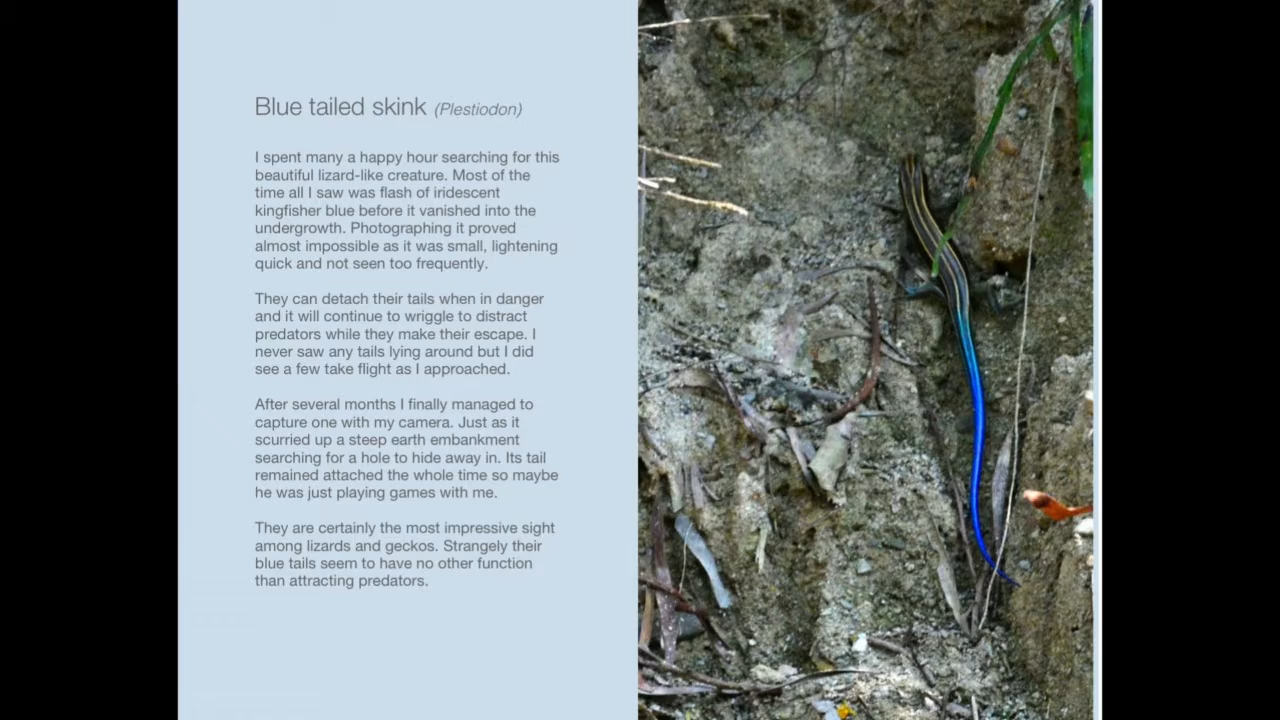 Blue tailed skink (Plestiodon)
I spent many a happy hour searching for this
beautiful lizard-like creature. Most of the
time all I saw was flash of iridescent
kingfisher blue before it vanished into the
undergrowth. Photographing it proved
almost impossible as it was small, lightening
quick and not seen too frequently.
They can detach their tails when in danger
and it will continue to wriggle to distract
predators while they make their escape. I
never saw any tails lying around but I did
see a few take flight as I approached.
After several months I finally managed to
capture one with my camera. Just as it
scurried up a steep earth embankment
searching for a hole to hide away in. Its tail
remained attached the whole time so maybe
he was just playing games with me.
They are certainly the most impressive sight
among lizards and geckos. Strangely their
blue tails seem to have no other function
than attracting predators.